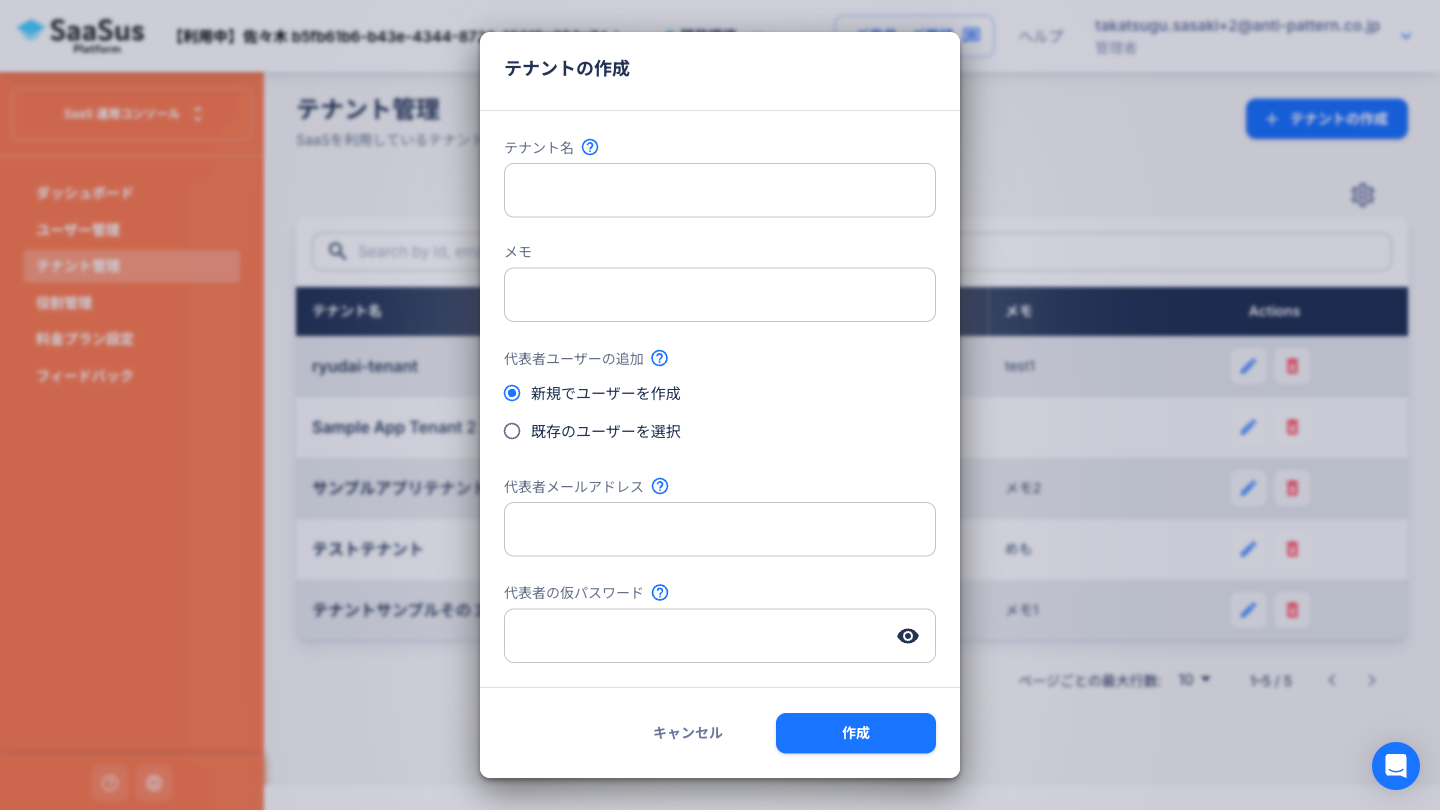 SaaSus
Platform
【利用中】佐々木 b5fb61b6-b43e-4344-87
ヘルプ
takatsugu.sasaki+2@anti-pattern.co.jp
管理者
SaaS 運用コンソール
ダッシュボード
ユーザー管理
テナント管理
役割管理
料金プラン設定
フィードバック
テナント管理
SaaSを利用しているテナント
テナントの作成
Search by id, em
テナント名
メモ
Actions
ryudai-tenant
test1
Sample App Tenant 2
サンプルアプリテナント
メモ2
テストテナント
めも
テナントサンプルその
メモ1
ページごとの最大行数:
10
1-5 / 5
テナントの作成
テナント名
メモ
代表者ユーザーの追加
新規でユーザーを作成
既存のユーザーを選択
代表者メールアドレス
代表者の仮パスワード
キャンセル
作成